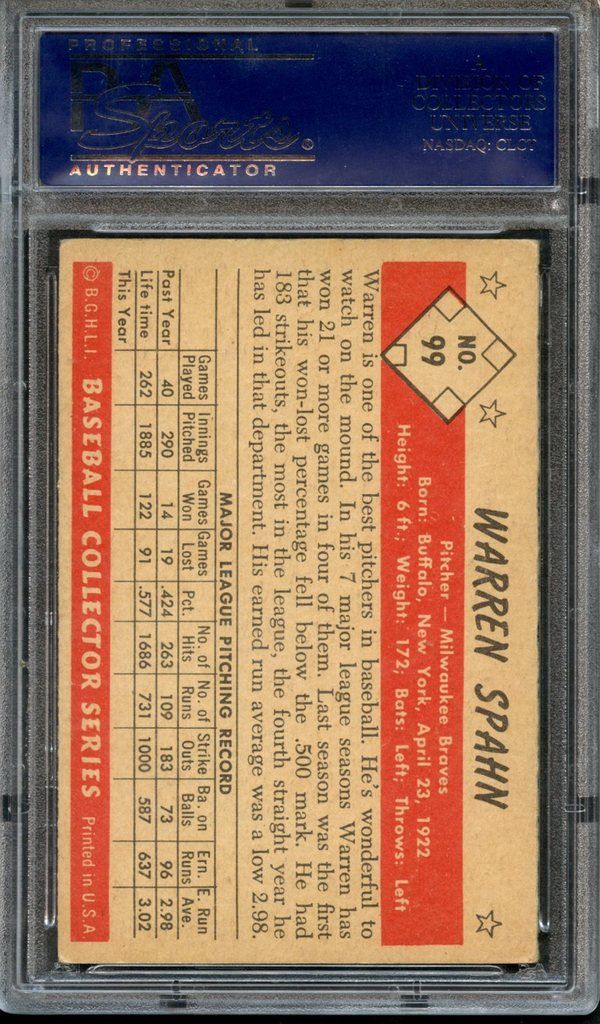 PROFESSIONAL
PSA
Sports®
AUTHENTICATOR
A
DIVISION OF
COLLECTORS
UNIVERSE
NASDAQ: CLCT
WARREN SPAHN
NO.
99
Pitcher — Milwaukee Braves
Born: Buffalo, New York, April 23, 1922
Height: 6 ft.; Weight: 172; Bats: Left; Throws: Left
Warren is one of the best pitchers in baseball. He's wonderful to
watch on the mound. In his 7 major league seasons Warren has
won 21 or more games in four of them. Last season was the first
that his won-lost percentage fell below the .500 mark. He had
183 strikeouts, the most in the league, the fourth straight year he
has led in that department. His earned run average was a low 2.98.
MAJOR LEAGUE PITCHING RECORD
Games Innings Games Games No. of No. of Strike Ba. on Ern. E. Run
Played Pitched Won Lost Pct. Hits Runs Outs Balls Runs Ave.
Past Year 40 290 14 19 .424 263 109 183 73 96 2.98
Life time 262 1885 122 91 .577 1686 731 1000 587 637 3.02
This Year
© B.G.H.L.I. BASEBALL COLLECTOR SERIES Printed in U.S.A.